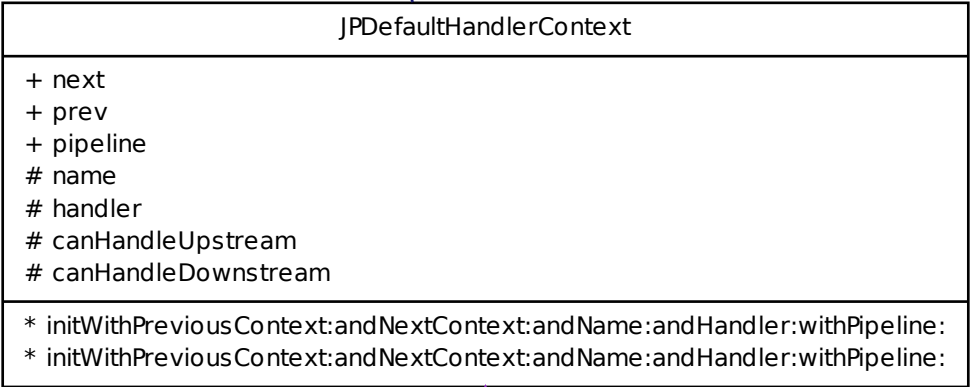 JPDefaultHandlerContext
+ next
+ prev
+ pipeline
# name
# handler
# canHandleUpstream
# canHandleDownstream
* initWithPreviousContext:andNextContext:andName:andHandler:withPipeline:
* initWithPreviousContext:andNextContext:andName:andHandler:withPipeline: